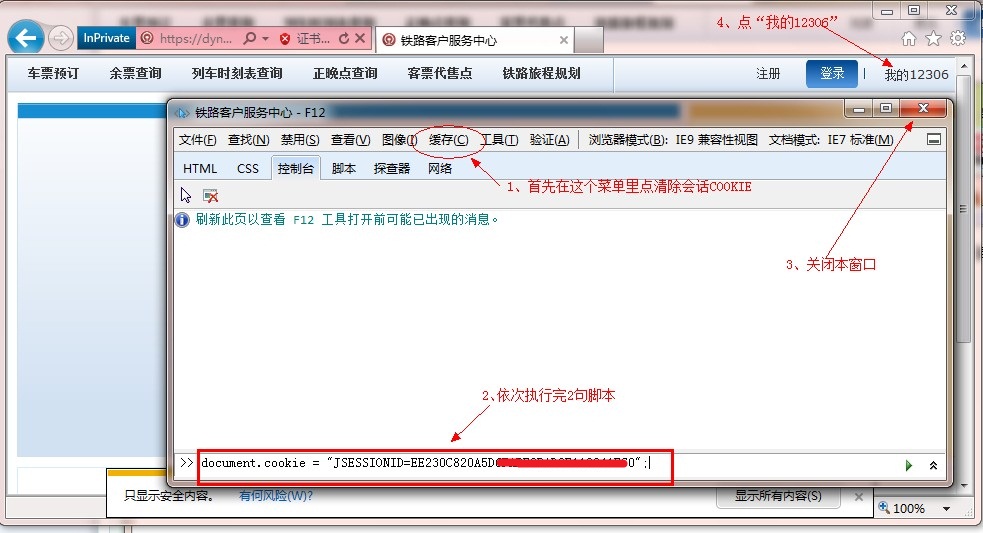 4、点“我的12306”
InPrivate https://dyn... 证书... 铁路客户服务中心
车票预订 余票查询 列车时刻表查询 正晚点查询 客票代售点 铁路旅程规划 注册 登录 我的12306
铁路客户服务中心 - F12
文件(F) 查找(N) 禁用(S) 查看(V) 图像(I) 缓存(C) 工具(T) 验证(A) 浏览器模式(B): IE9 兼容性视图 文档模式: IE7 标准(M)
HTML CSS 控制台 脚本 探查器 网络
1、首先在这个菜单里点清除会话COOKIE
刷新此页以查看 F12 工具打开前可能已出现的消息。
3、关闭本窗口
2、依次执行完2句脚本
>> document.cookie = "JSESSIONID=EE230C820A5D
只显示安全内容。 有何风险(W)? 显示所有内容(S)
100%